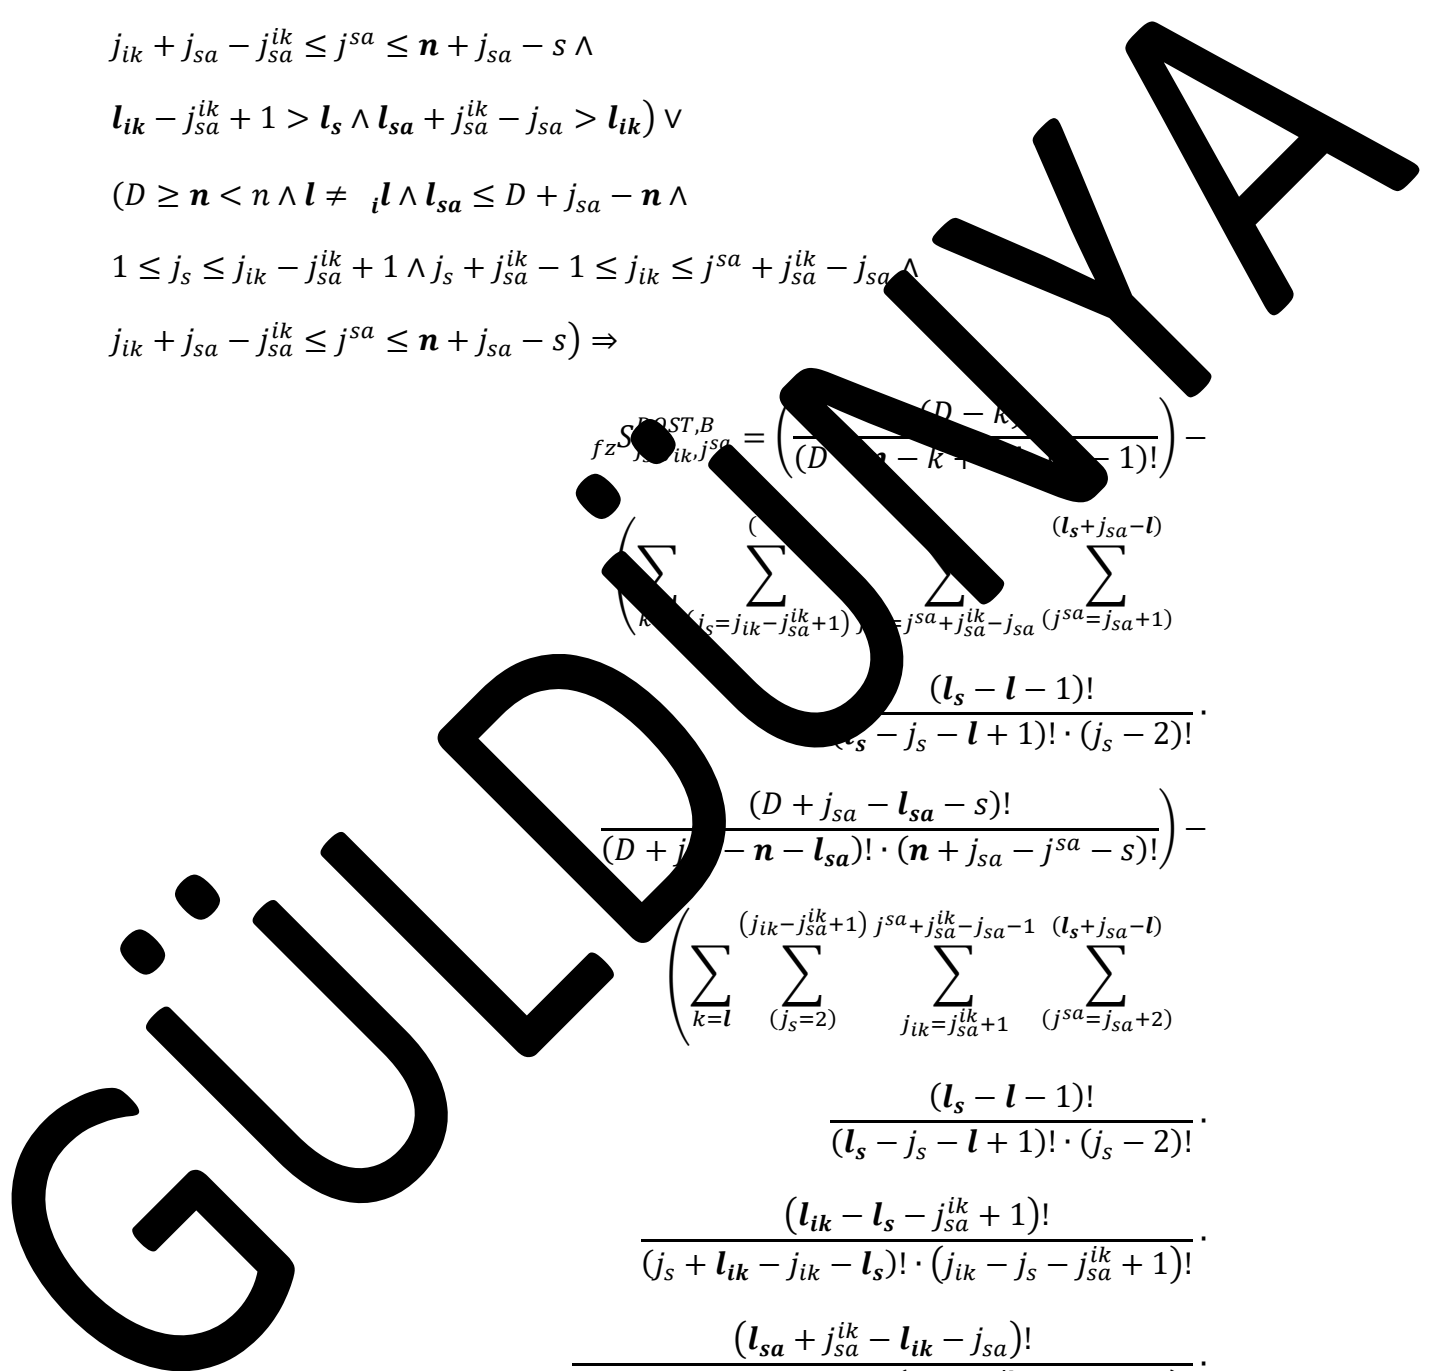 j_{ik} + j_{sa} − j_{sa}^{ik} ≤ j^{sa} ≤ n + j_{sa} − s ∧
l_{ik} − j_{sa}^{ik} + 1 > l_s ∧ l_{sa} + j_{sa}^{ik} − j_{sa} > l_{ik}) ∨
(D ≥ n < n ∧ l ≠ _il ∧ l_{sa} ≤ D + j_{sa} − n ∧
1 ≤ j_s ≤ j_{ik} − j_{sa}^{ik} + 1 ∧ j_s + j_{sa}^{ik} − 1 ≤ j_{ik} ≤ j^{sa} + j_{sa}^{ik} − j_{sa} ∧
j_{ik} + j_{sa} − j_{sa}^{ik} ≤ j^{sa} ≤ n + j_{sa} − s) ⇒
= ( (D − k) ) −
(D − k + − 1)!
(l_s+j_{sa}−l)
∑ ∑ ∑ ∑
(j_s=j_{ik}−j_{sa}^{ik}+1) =j^{sa}+j_{sa}^{ik}−j_{sa} (j^{sa}=j_{sa}+1)
(l_s − l − 1)!
− j_s − l + 1)! · (j_s − 2)! ·
(D + j_{sa} − l_{sa} − s)!
(D + − n − l_{sa})! · (n + j_{sa} − j^{sa} − s)! ) −
(j_{ik}−j_{sa}^{ik}+1) j^{sa}+j_{sa}^{ik}−j_{sa}−1 (l_s+j_{sa}−l)
( ∑ ∑ ∑ ∑
k=l (j_s=2) j_{ik}=j_{sa}^{ik}+1 (j^{sa}=j_{sa}+2)
(l_s − l − 1)!
(l_s − j_s − l + 1)! · (j_s − 2)! ·
(l_{ik} − l_s − j_{sa}^{ik} + 1)!
(j_s + l_{ik} − j_{ik} − l_s)! · (j_{ik} − j_s − j_{sa}^{ik} + 1)! ·
(l_{sa} + j_{sa}^{ik} − l_{ik} − j_{sa})! ·
GÜLDÜNYA